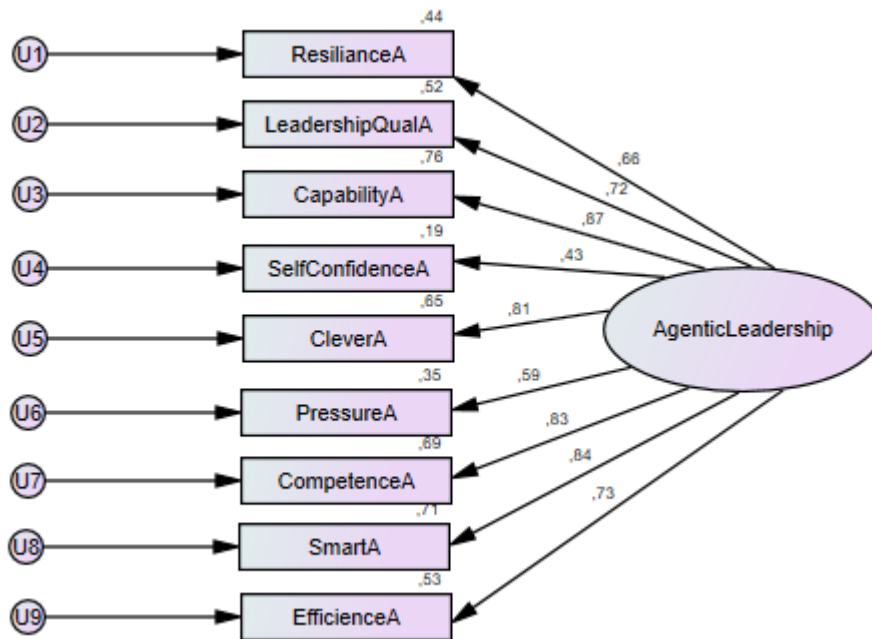 ,44
U1 ResilianceA
,52
,66
U2 LeadershipQualA
,76
,72
U3 CapabilityA
,87
,19
U4 SelfConfidenceA
,43
,65
U5 CleverA
,81
AgenticLeadership
,35
,59
U6 PressureA
,69
,83
U7 CompetenceA
,71
,84
U8 SmartA
,73
,53
U9 EfficienceA